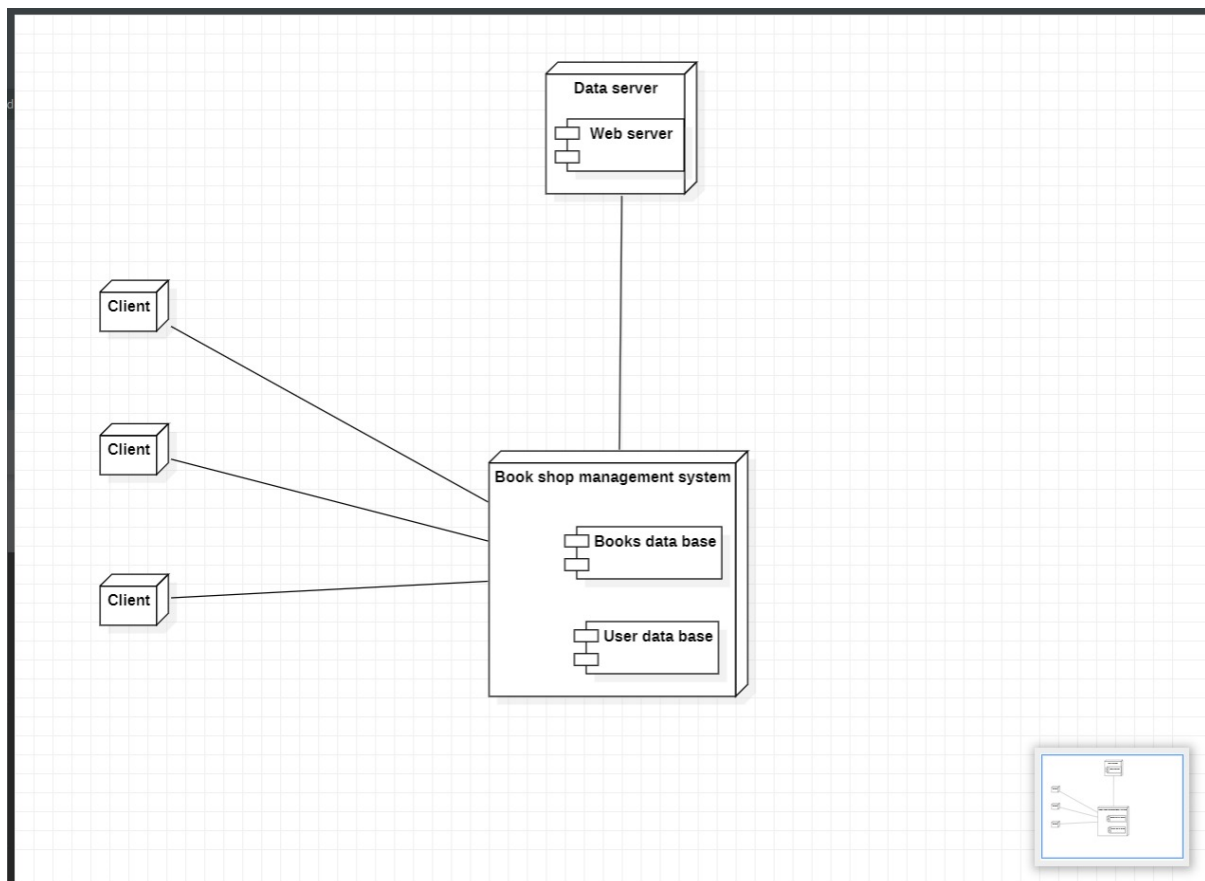 Data server
Web server
Client
Client
Book shop management system
Books data base
Client
User data base